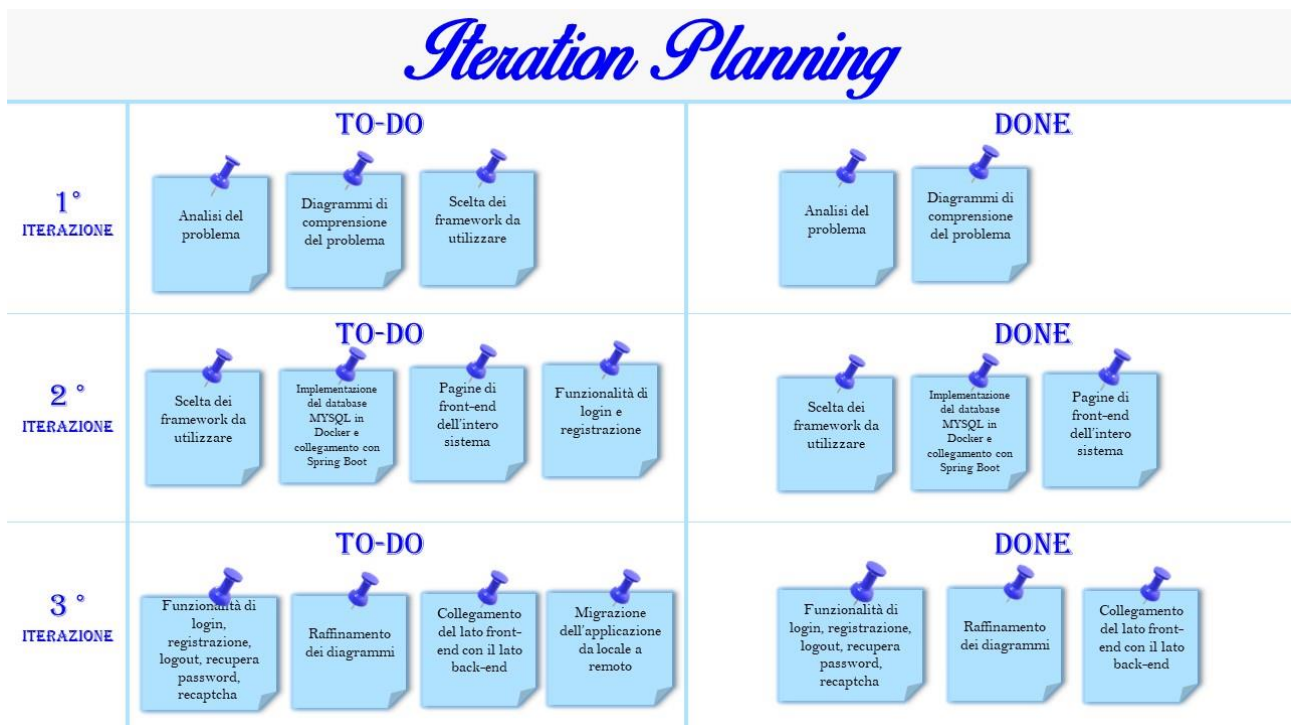 Iteration Planning
TO-DO
DONE
1°
ITERAZIONE
Analisi del
problema
Diagrammi di
comprensione
del problema
Scelta dei
framework da
utilizzare
Analisi del
problema
Diagrammi di
comprensione
del problema
TO-DO
DONE
2°
ITERAZIONE
Scelta dei
framework da
utilizzare
Implementazione
del database
MYSQL in
Docker e
collegamento con
Spring Boot
Pagine di
front-end
dell'intero
sistema
Funzionalità di
login e
registrazione
Scelta dei
framework da
utilizzare
Implementazione
del database
MYSQL in
Docker e
collegamento con
Spring Boot
Pagine di
front-end
dell'intero
sistema
TO-DO
DONE
3°
ITERAZIONE
Funzionalità di
login,
registrazione,
logout, recupera
password,
recaptcha
Raffinamento
dei diagrammi
Collegamento
del lato front-
end con il lato
back-end
Migrazione
dell'applicazione
da locale a
remoto
Funzionalità di
login, registrazione,
logout, recupera
password,
recaptcha
Raffinamento
dei diagrammi
Collegamento
del lato front-
end con il lato
back-end